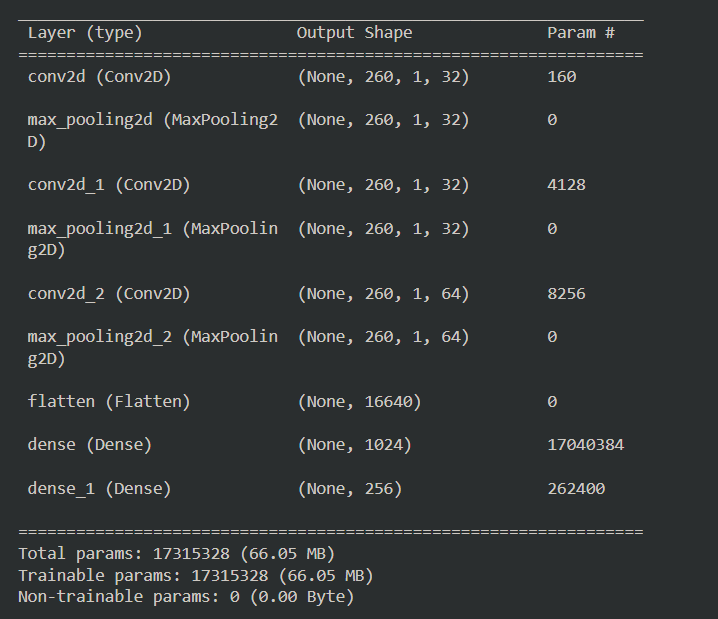 Layer (type) Output Shape Param #
conv2d (Conv2D) (None, 260, 1, 32) 160
max_pooling2d (MaxPooling2 (None, 260, 1, 32) 0
D)
conv2d_1 (Conv2D) (None, 260, 1, 32) 4128
max_pooling2d_1 (MaxPoolin (None, 260, 1, 32) 0
g2D)
conv2d_2 (Conv2D) (None, 260, 1, 64) 8256
max_pooling2d_2 (MaxPoolin (None, 260, 1, 64) 0
g2D)
flatten (Flatten) (None, 16640) 0
dense (Dense) (None, 1024) 17040384
dense_1 (Dense) (None, 256) 262400
Total params: 17315328 (66.05 MB)
Trainable params: 17315328 (66.05 MB)
Non-trainable params: 0 (0.00 Byte)